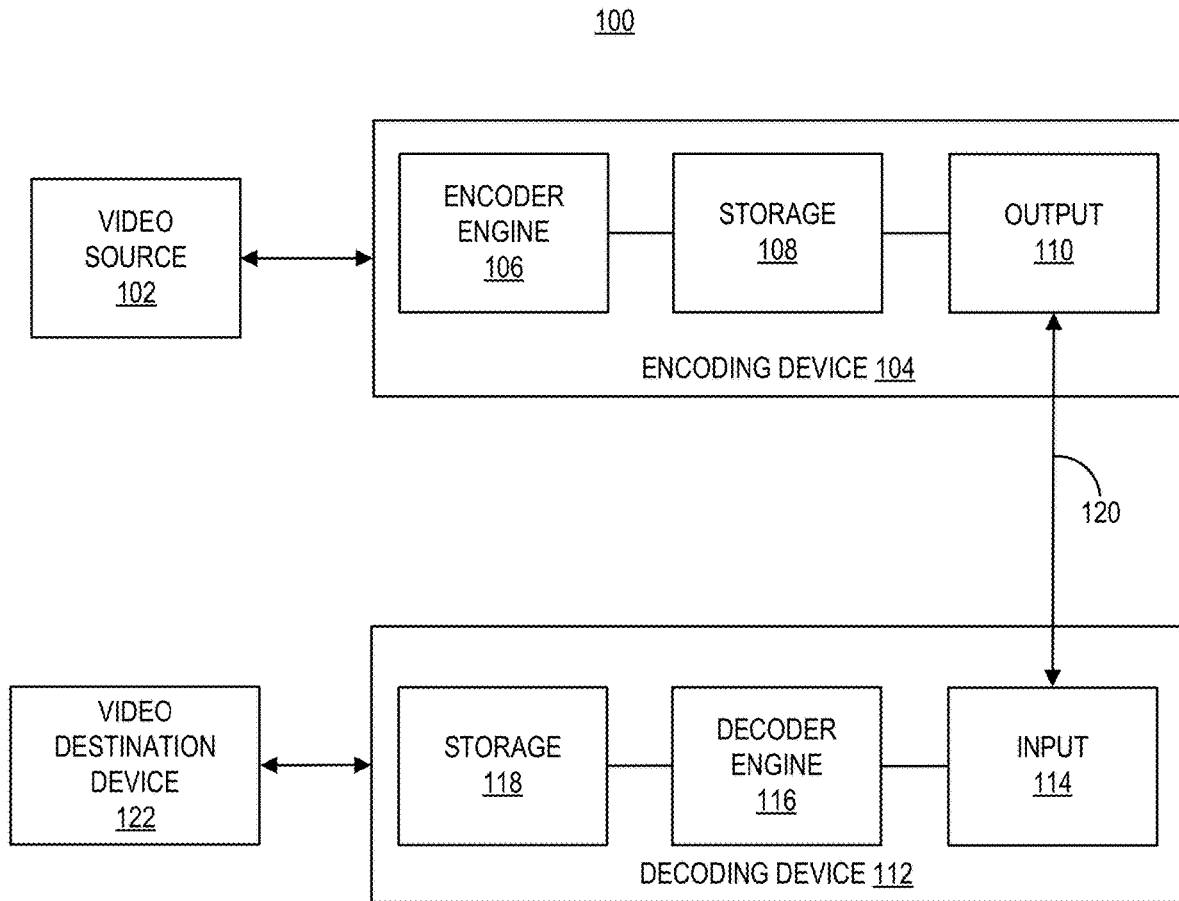 100
VIDEO
SOURCE
102
ENCODER
ENGINE
106
STORAGE
108
OUTPUT
110
ENCODING DEVICE 104
120
VIDEO
DESTINATION
DEVICE
122
STORAGE
118
DECODER
ENGINE
116
INPUT
114
DECODING DEVICE 112